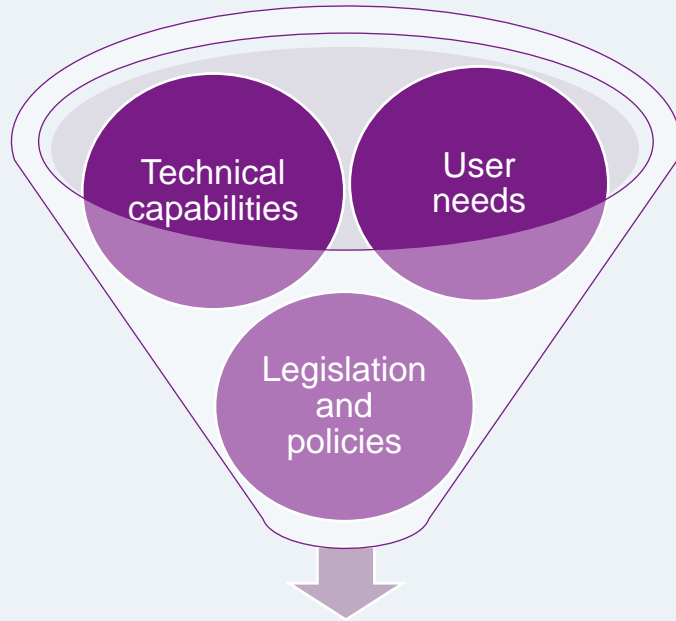 Technical
capabilities
User
needs
Legislation
and
policies